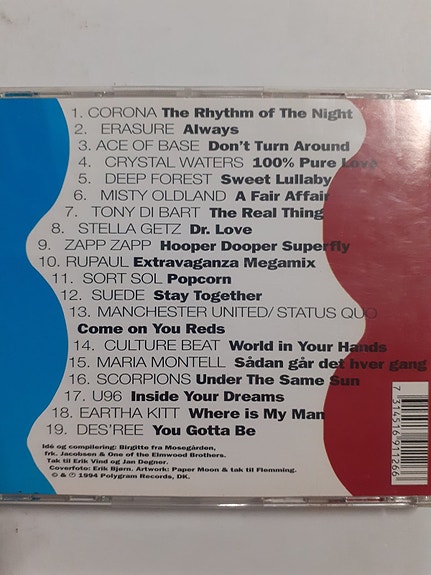 1. CORONA The Rhythm of The Night
2. ERASURE Always
3. ACE OF BASE Don't Turn Around
4. CRYSTAL WATERS 100% Pure Love
5. DEEP FOREST Sweet Lullaby
6. MISTY OLDLAND A Fair Affair
7. TONY DI BART The Real Thing
8. STELLA GETZ Dr. Love
9. ZAPP ZAPP Hooper Dooper Superfly
10. RUPAUL Extravaganza Megamix
11. SORT SOL Popcorn
12. SUEDE Stay Together
13. MANCHESTER UNITED/ STATUS QUO
Come on You Reds
14. CULTURE BEAT World in Your Hands
15. MARIA MONTELL Sådan går det hver gang
16. SCORPIONS Under The Same Sun
17. U96 Inside Your Dreams
18. EARTHA KITT Where is My Man
19. DES'REE You Gotta Be
Idé og compilering: Birgitte fra Mosegården,
frk. Jacobsen & One of the Elmwood Brothers.
Tak til Erik Vind og Jan Degner.
Coverfoto: Erik Bjørn. Artwork: Paper Moon & tak til Flemming.
© & ℗ 1994 Polygram Records, DK.
7 314516 911266